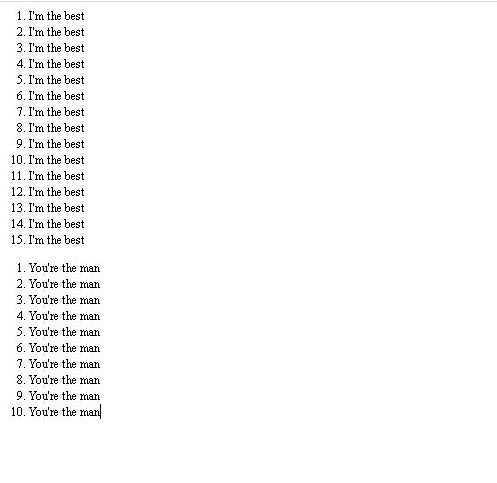 1. I'm the best
2. I'm the best
3. I'm the best
4. I'm the best
5. I'm the best
6. I'm the best
7. I'm the best
8. I'm the best
9. I'm the best
10. I'm the best
11. I'm the best
12. I'm the best
13. I'm the best
14. I'm the best
15. I'm the best
1. You're the man
2. You're the man
3. You're the man
4. You're the man
5. You're the man
6. You're the man
7. You're the man
8. You're the man
9. You're the man
10. You're the man